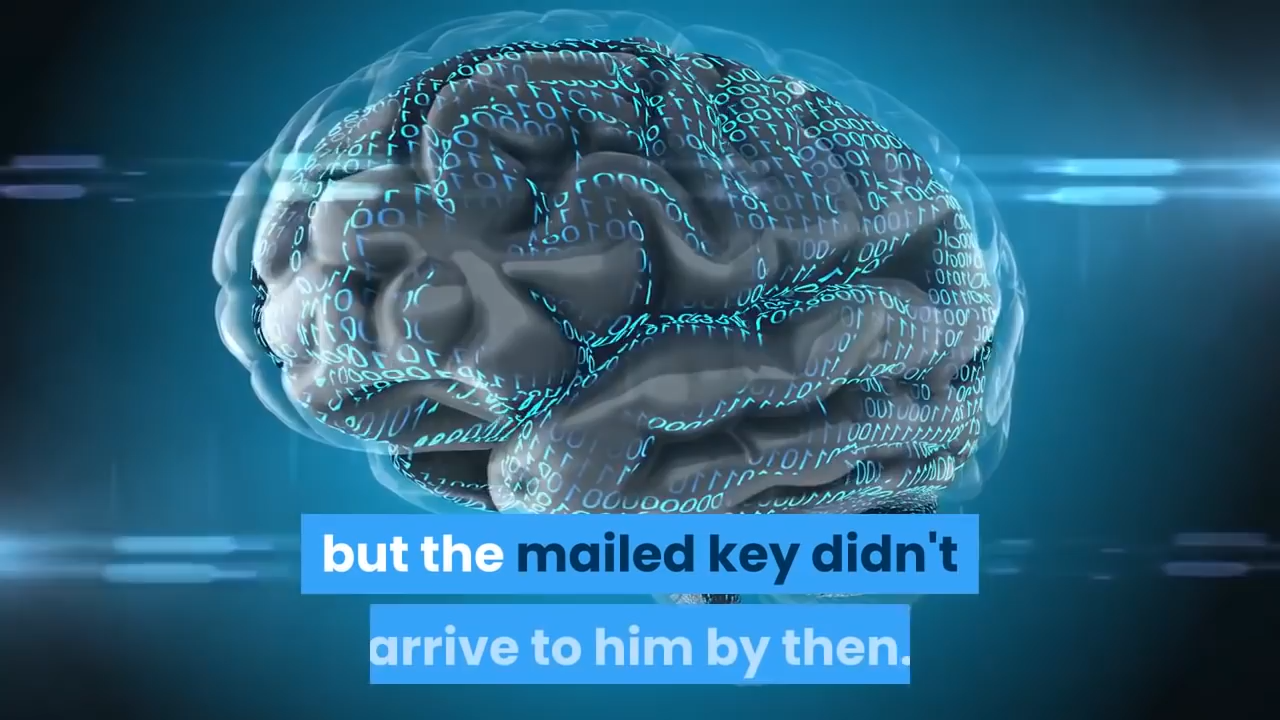 but the mailed key didn't
arrive to him by then.